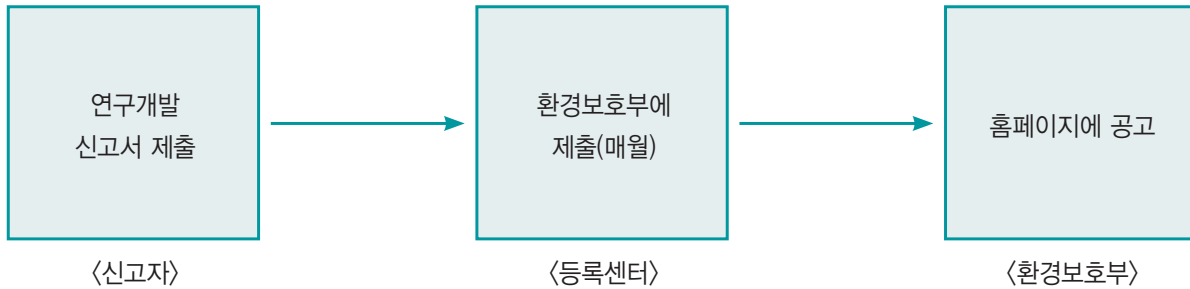 연구개발
신고서 제출
환경보호부에
제출(매월)
홈페이지에 공고
〈신고자〉
〈등록센터〉
〈환경보호부〉